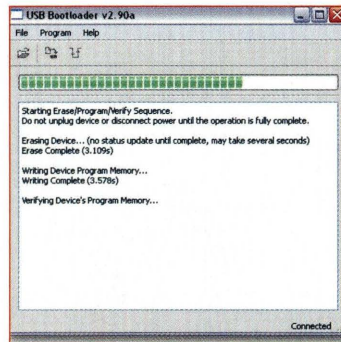 USB Bootloader v2.90a
File Program Help
Starting Erase/Program/Verify Sequence.
Do not unplug device or disconnect power until the operation is fully complete.
Erasing Device... (no status update until complete, may take several seconds)
Erase Complete (3.109s)
Writing Device Program Memory...
Writing Complete (3.578s)
Verifying Device's Program Memory...
Connected